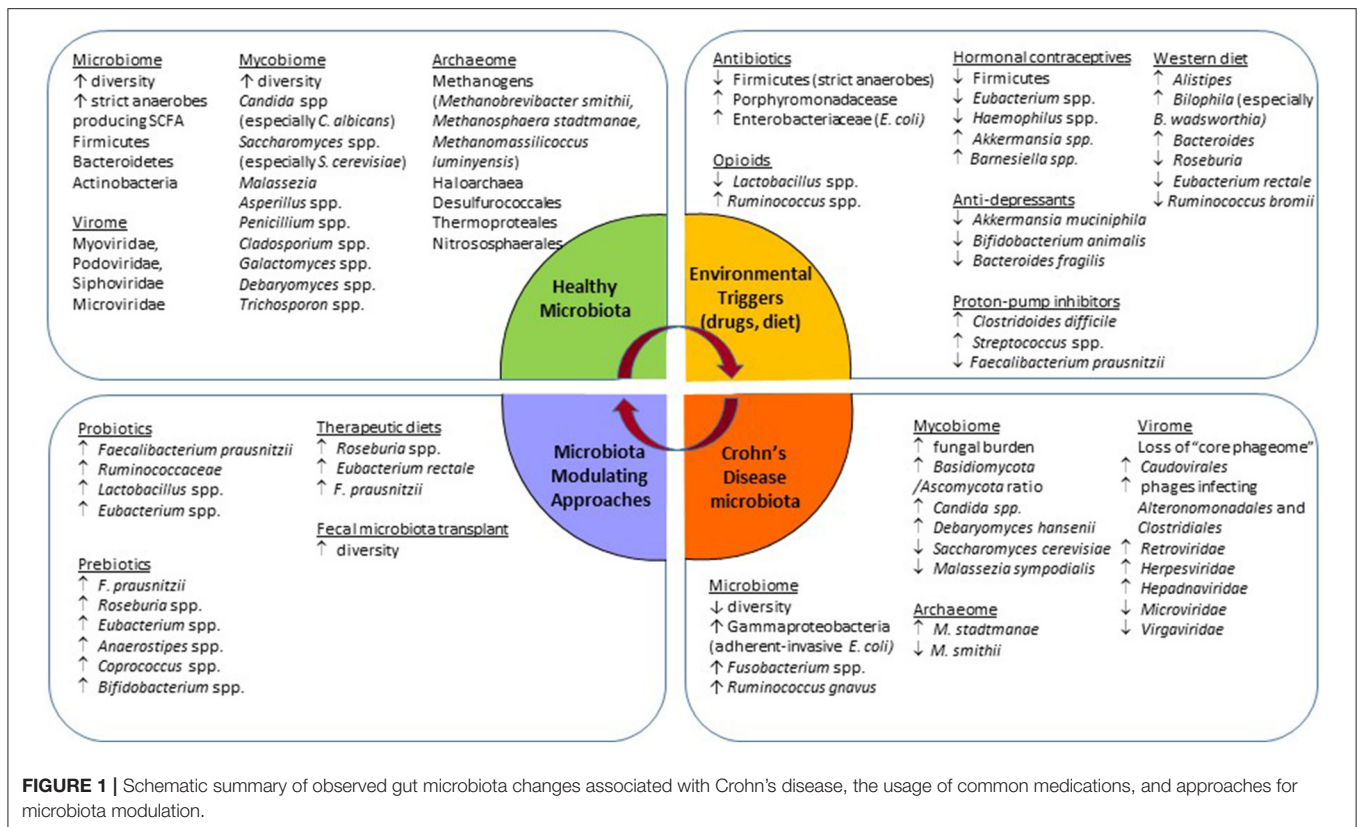 Microbiome
↑ diversity
↑ strict anaerobes
producing SCFA
Firmicutes
Bacteroidetes
Actinobacteria
Virome
Myoviridae,
Podoviridae,
Siphoviridae
Microviridae
Mycobiome
↑ diversity
Candida spp
(especially C. albicans)
Saccharomyces spp.
(especially S. cerevisiae)
Malassezia
Asperillus spp.
Penicillium spp.
Cladosporium spp.
Galactomyces spp.
Debaryomyces spp.
Trichosporon spp.
Archaeome
Methanogens
(Methanobrevibacter smithii,
Methanosphaera stadtmanae,
Methanomassilicoccus
luminyensis)
Haloarchaea
Desulfurococcales
Thermoproteales
Nitrososphaerales
Healthy
Microbiota
Antibiotics
↓ Firmicutes (strict anaerobes)
↑ Porphyromonadacease
↑ Enterobacteriaceae (E. coli)
Opioids
↓ Lactobacillus spp.
↑ Ruminococcus spp.
Hormonal contraceptives
↓ Firmicutes
↓ Eubacterium spp.
↓ Haemophilus spp.
↑ Akkermansia spp.
↑ Barnesiella spp.
Anti-depressants
↓ Akkermansia muciniphila
↓ Bifidobacterium animalis
↓ Bacteroides fragilis
Proton-pump inhibitors
↑ Clostridoides difficile
↑ Streptococcus spp.
↓ Faecalibacterium prausnitzii
Western diet
↑ Alistipes
↑ Bilophila (especially
B. wadsworthia)
↑ Bacteroides
↓ Roseburia
↓ Eubacterium rectale
↓ Ruminococcus bromii
Environmental
Triggers
(drugs, diet)
Probiotics
↑ Faecalibacterium prausnitzii
↑ Ruminococcaceae
↑ Lactobacillus spp.
↑ Eubacterium spp.
Prebiotics
↑ F. prausnitzii
↑ Roseburia spp.
↑ Eubacterium spp.
↑ Anaerostipes spp.
↑ Coprococcus spp.
↑ Bifidobacterium spp.
Therapeutic diets
↑ Roseburia spp.
↑ Eubacterium rectale
↑ F. prausnitzii
Fecal microbiota transplant
↑ diversity
Microbiota
Modulating
Approaches
Crohn's
Disease
microbiota
Microbiome
↓ diversity
↑ Gammaproteobacteria
(adherent-invasive E. coli)
↑ Fusobacterium spp.
↑ Ruminococcus gnavus
Mycobiome
↑ fungal burden
↑ Basidiomycota
/Ascomycota ratio
↑ Candida spp.
↑ Debaryomyces hansenii
↓ Saccharomyces cerevisiae
↓ Malassezia sympodialis
Archaeome
↑ M. stadtmanae
↓ M. smithii
Virome
Loss of "core phageome"
↑ Caudovirales
↑ phages infecting
Alteronomonadales and
Clostridiales
↑ Retroviridae
↑ Herpesviridae
↑ Hepadnaviridae
↓ Microviridae
↓ Virgaviridae
FIGURE 1 | Schematic summary of observed gut microbiota changes associated with Crohn's disease, the usage of common medications, and approaches for
microbiota modulation.